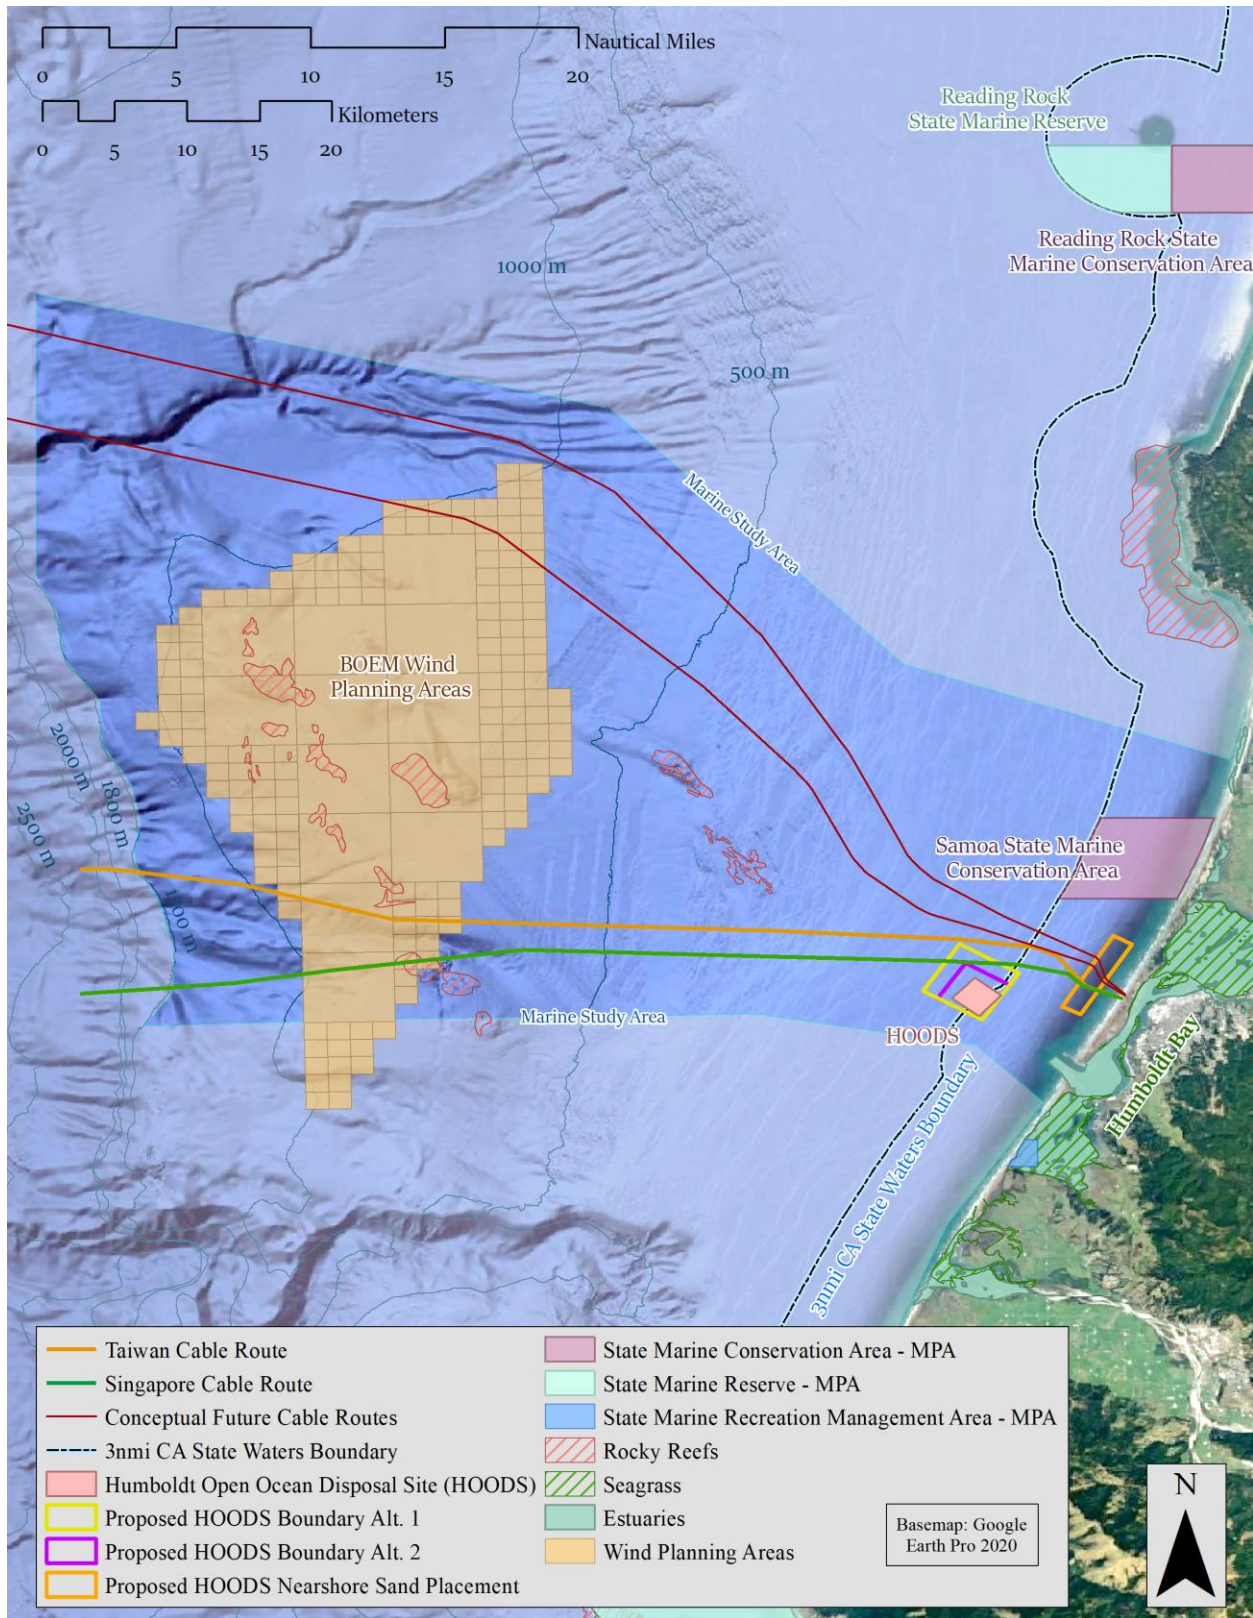 Nautical Miles
0 5 10 15 20
Kilometers
0 5 10 15 20
Reading Rock
State Marine Reserve
Reading Rock State
Marine Conservation Area
1000 m
500 m
Marine Study Area
BOEM Wind
Planning Areas
2000 m
1800 m
2500 m
Samoa State Marine
Conservation Area
Marine Study Area
HOODS
Humboldt Bay
3nmi CA State Waters Boundary
Taiwan Cable Route
Singapore Cable Route
Conceptual Future Cable Routes
3nmi CA State Waters Boundary
Humboldt Open Ocean Disposal Site (HOODS)
Proposed HOODS Boundary Alt. 1
Proposed HOODS Boundary Alt. 2
Proposed HOODS Nearshore Sand Placement
State Marine Conservation Area - MPA
State Marine Reserve - MPA
State Marine Recreation Management Area - MPA
Rocky Reefs
Seagrass
Estuaries
Wind Planning Areas
Basemap: Google
Earth Pro 2020
N